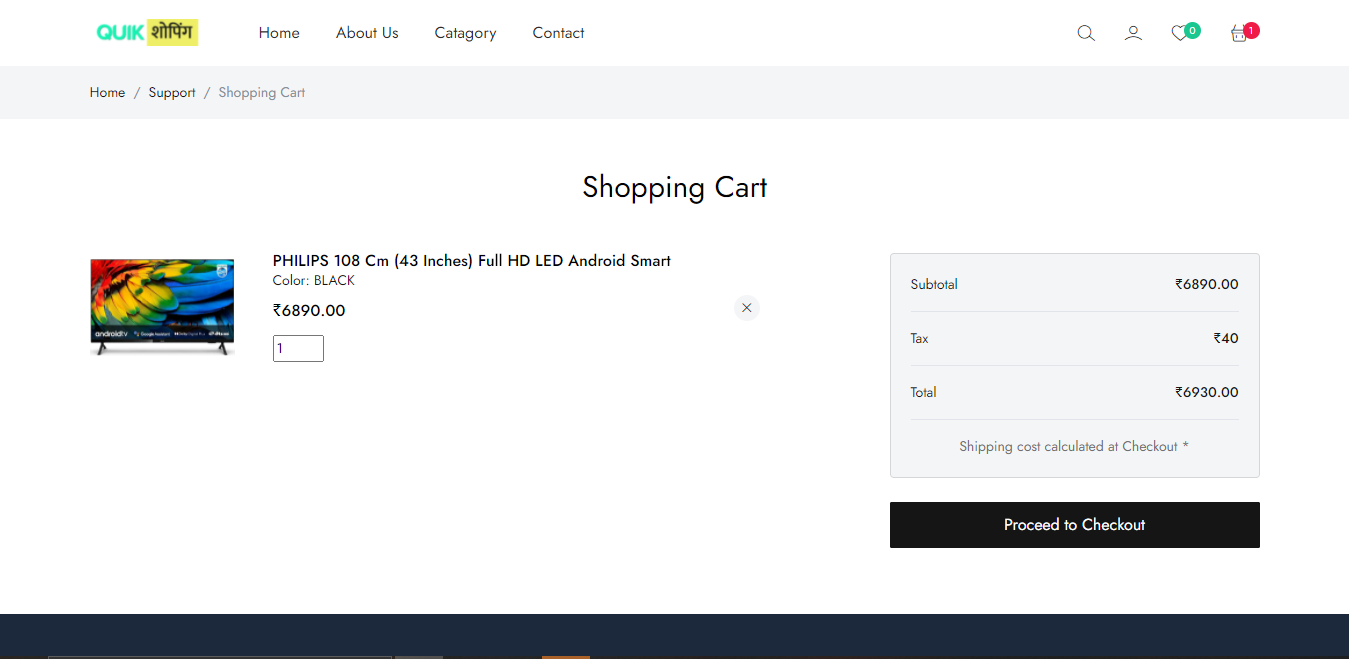 QUIK शोपिंग Home About Us Catagory Contact 0 1
Home / Support / Shopping Cart
Shopping Cart
PHILIPS 108 Cm (43 Inches) Full HD LED Android Smart
Color: BLACK
₹6890.00
1
androidtv
Subtotal ₹6890.00
Tax ₹40
Total ₹6930.00
Shipping cost calculated at Checkout *
Proceed to Checkout